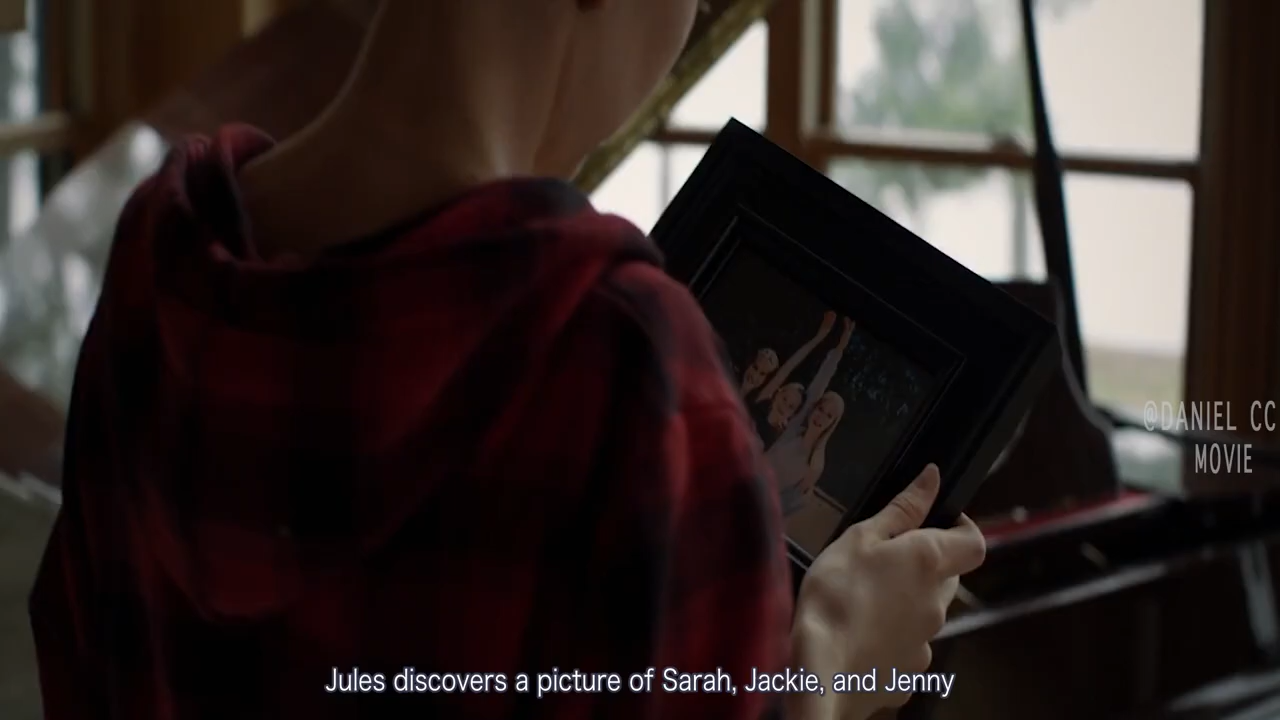 @DANIEL CC
MOVIE
Jules discovers a picture of Sarah, Jackie, and Jenny